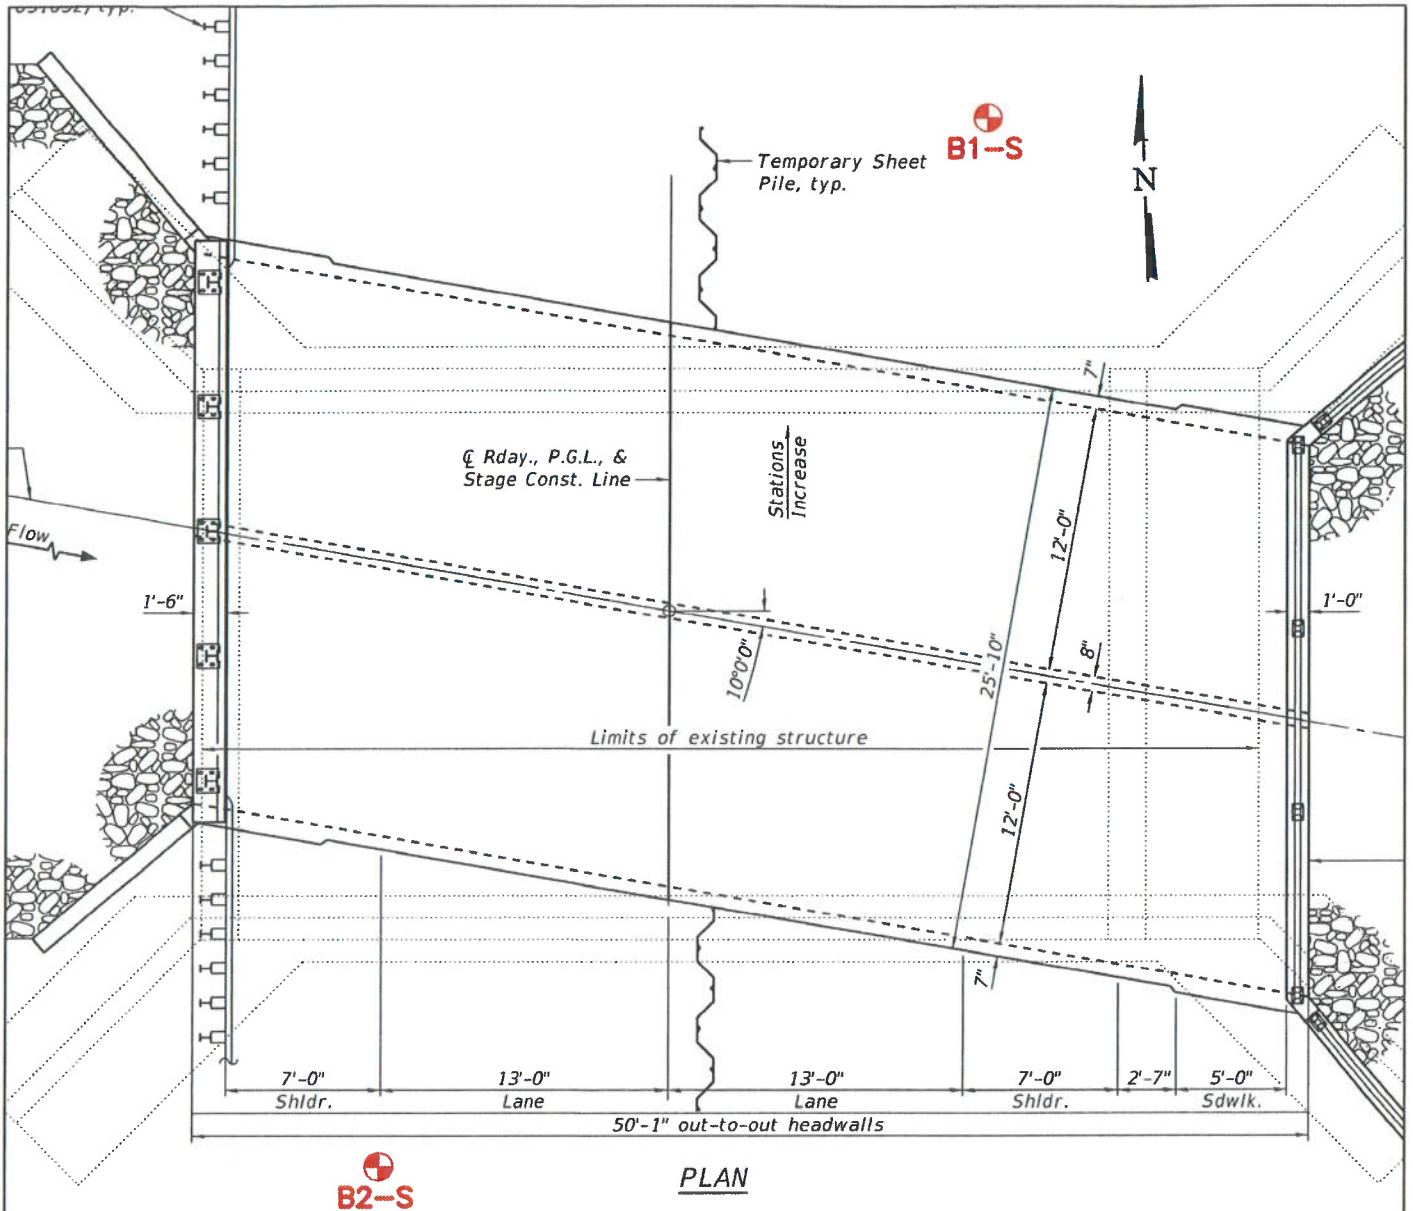 B1-S
Temporary Sheet
Pile, typ.
N
7"
℄ Rday., P.G.L., &
Stage Const. Line
Stations
Increase
Flow
12'-0"
1'-6"
1'-0"
10°0'0"
25'-10"
8"
Limits of existing structure
12'-0"
7"
7'-0" 13'-0" 13'-0" 7'-0" 2'-7" 5'-0"
Shldr. Lane Lane Shldr. Sdwlk.
50'-1" out-to-out headwalls
B2-S
PLAN